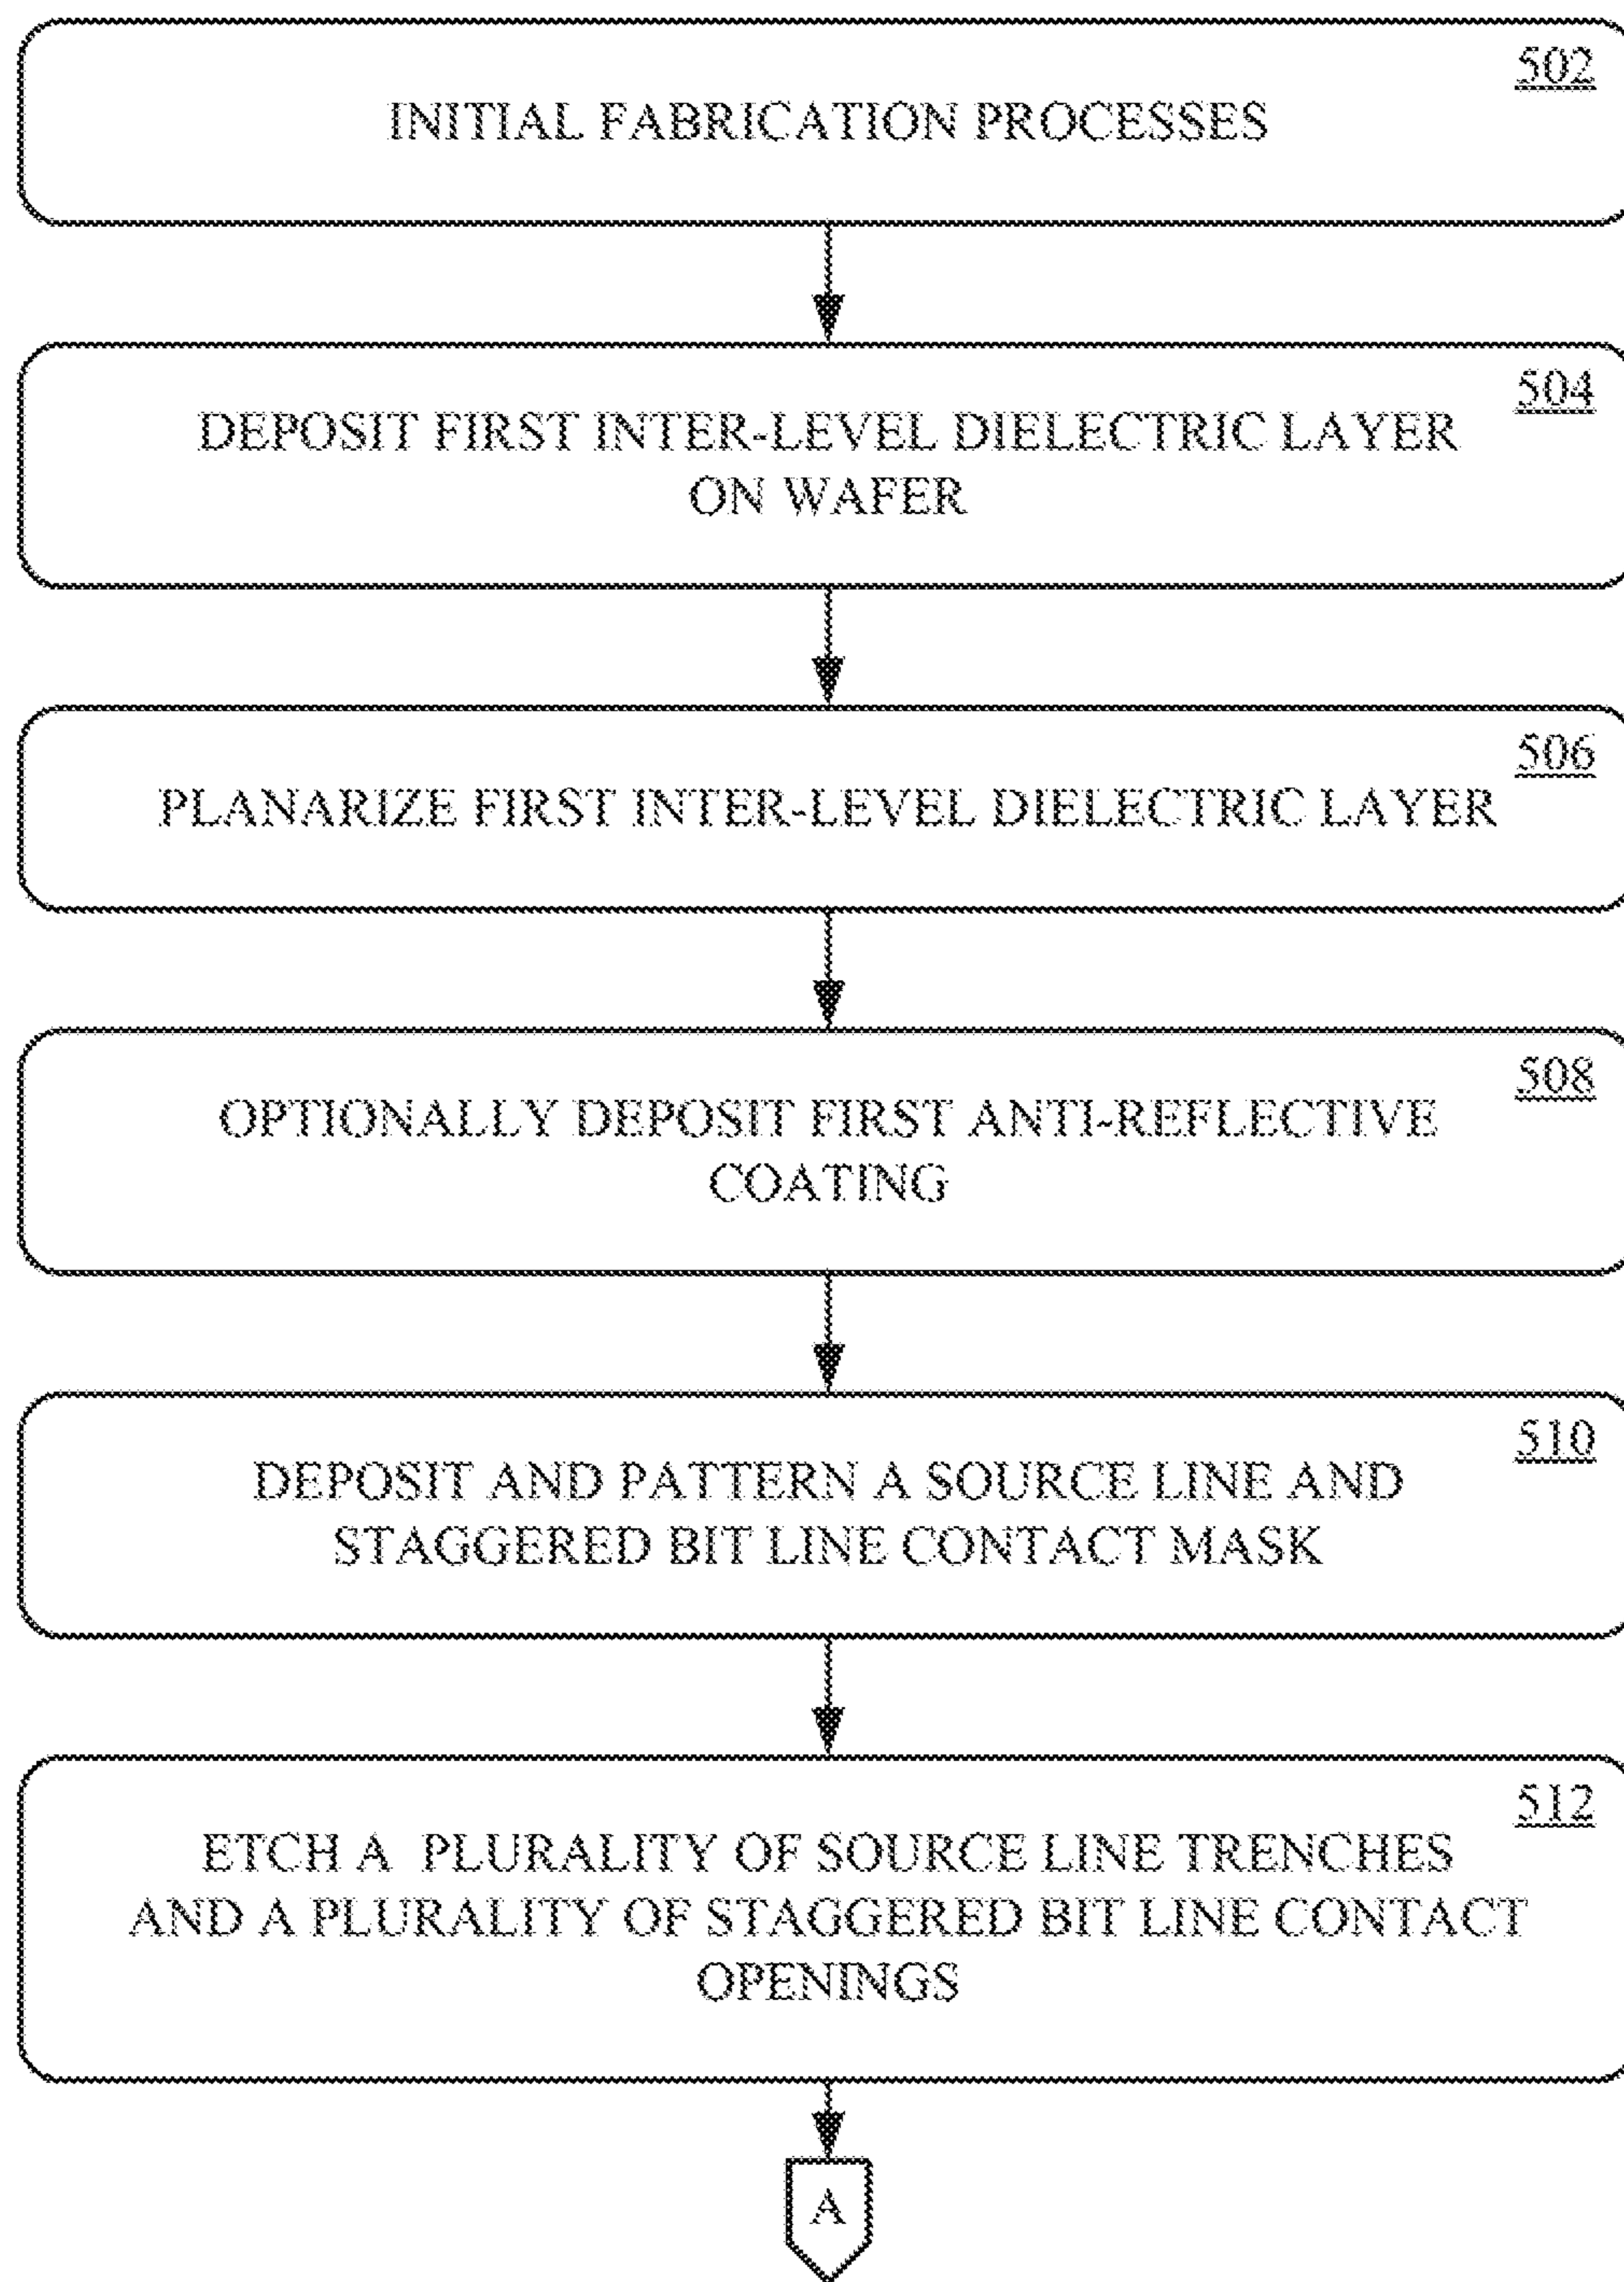 502
INITIAL FABRICATION PROCESSES
504
DEPOSIT FIRST INTER-LEVEL DIELECTRIC LAYER
ON WAFER
506
PLANARIZE FIRST INTER-LEVEL DIELECTRIC LAYER
508
OPTIONALLY DEPOSIT FIRST ANTI-REFLECTIVE
COATING
510
DEPOSIT AND PATTERN A SOURCE LINE AND
STAGGERED BIT LINE CONTACT MASK
512
ETCH A PLURALITY OF SOURCE LINE TRENCHES
AND A PLURALITY OF STAGGERED BIT LINE CONTACT
OPENINGS
A